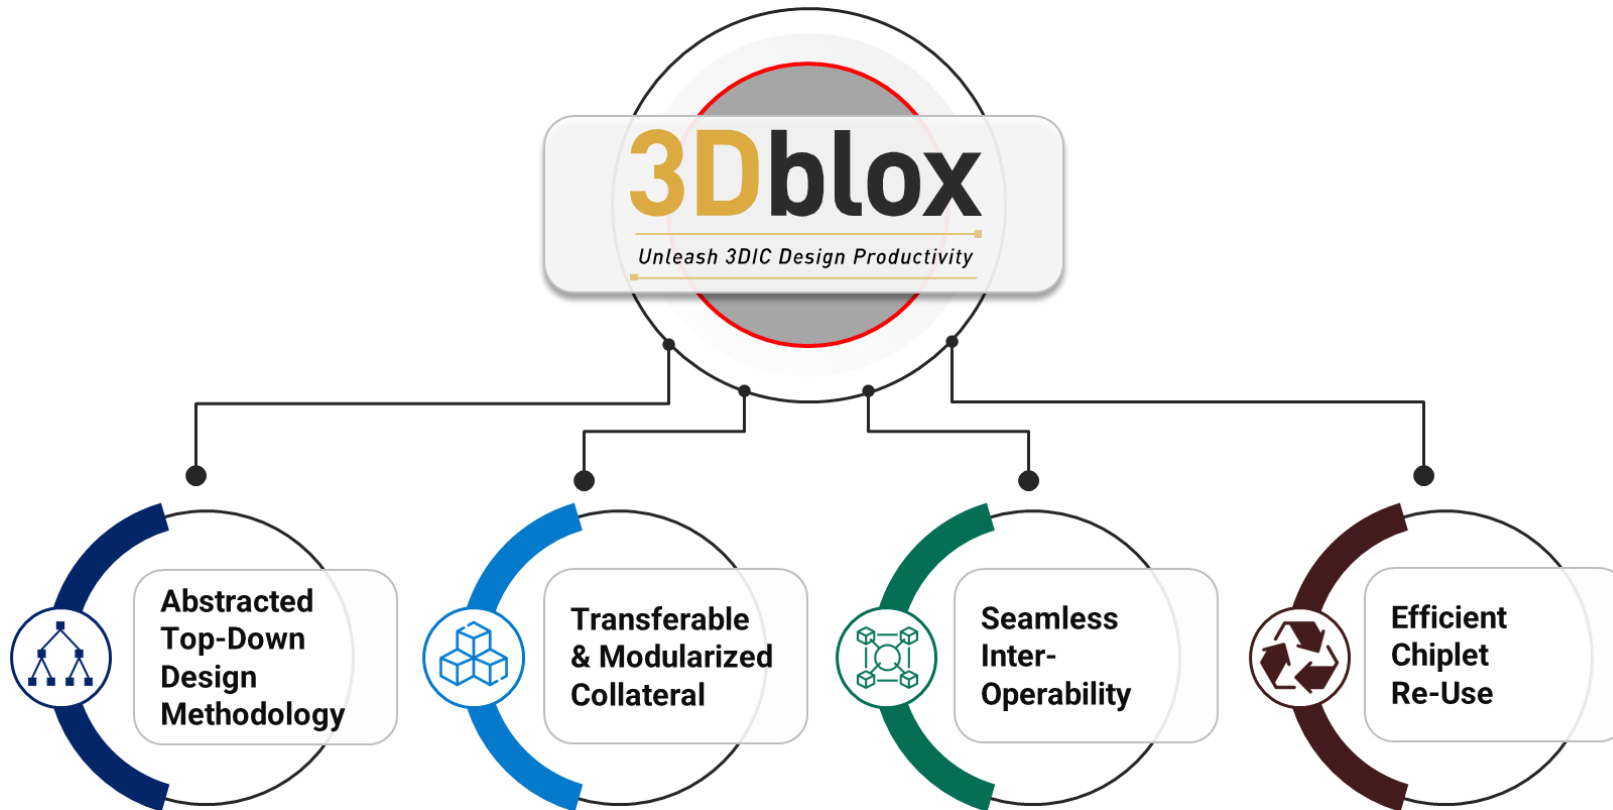 3Dblox
Unleash 3DIC Design Productivity
Abstracted
Top-Down
Design
Methodology
Transferable
& Modularized
Collateral
Seamless
Inter-
Operability
Efficient
Chiplet
Re-Use